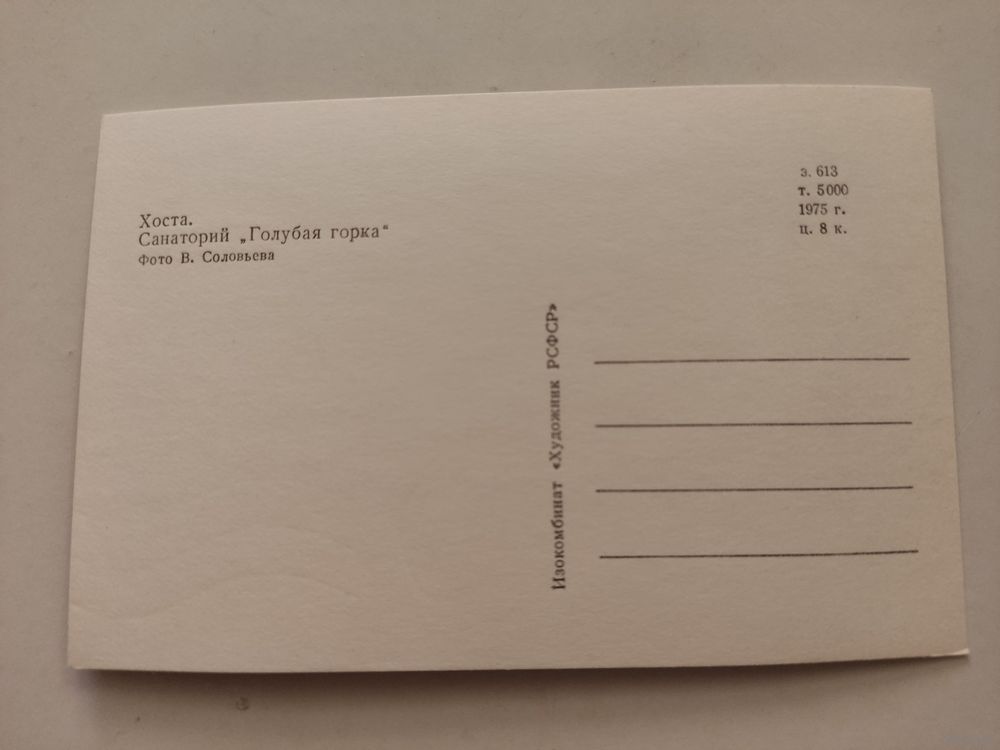 Хоста.
Санаторий „Голубая горка“
Фото В. Соловьева
з. 613
т. 5000
1975 г.
ц. 8 к.
Изокомбинат «Художник РСФСР»